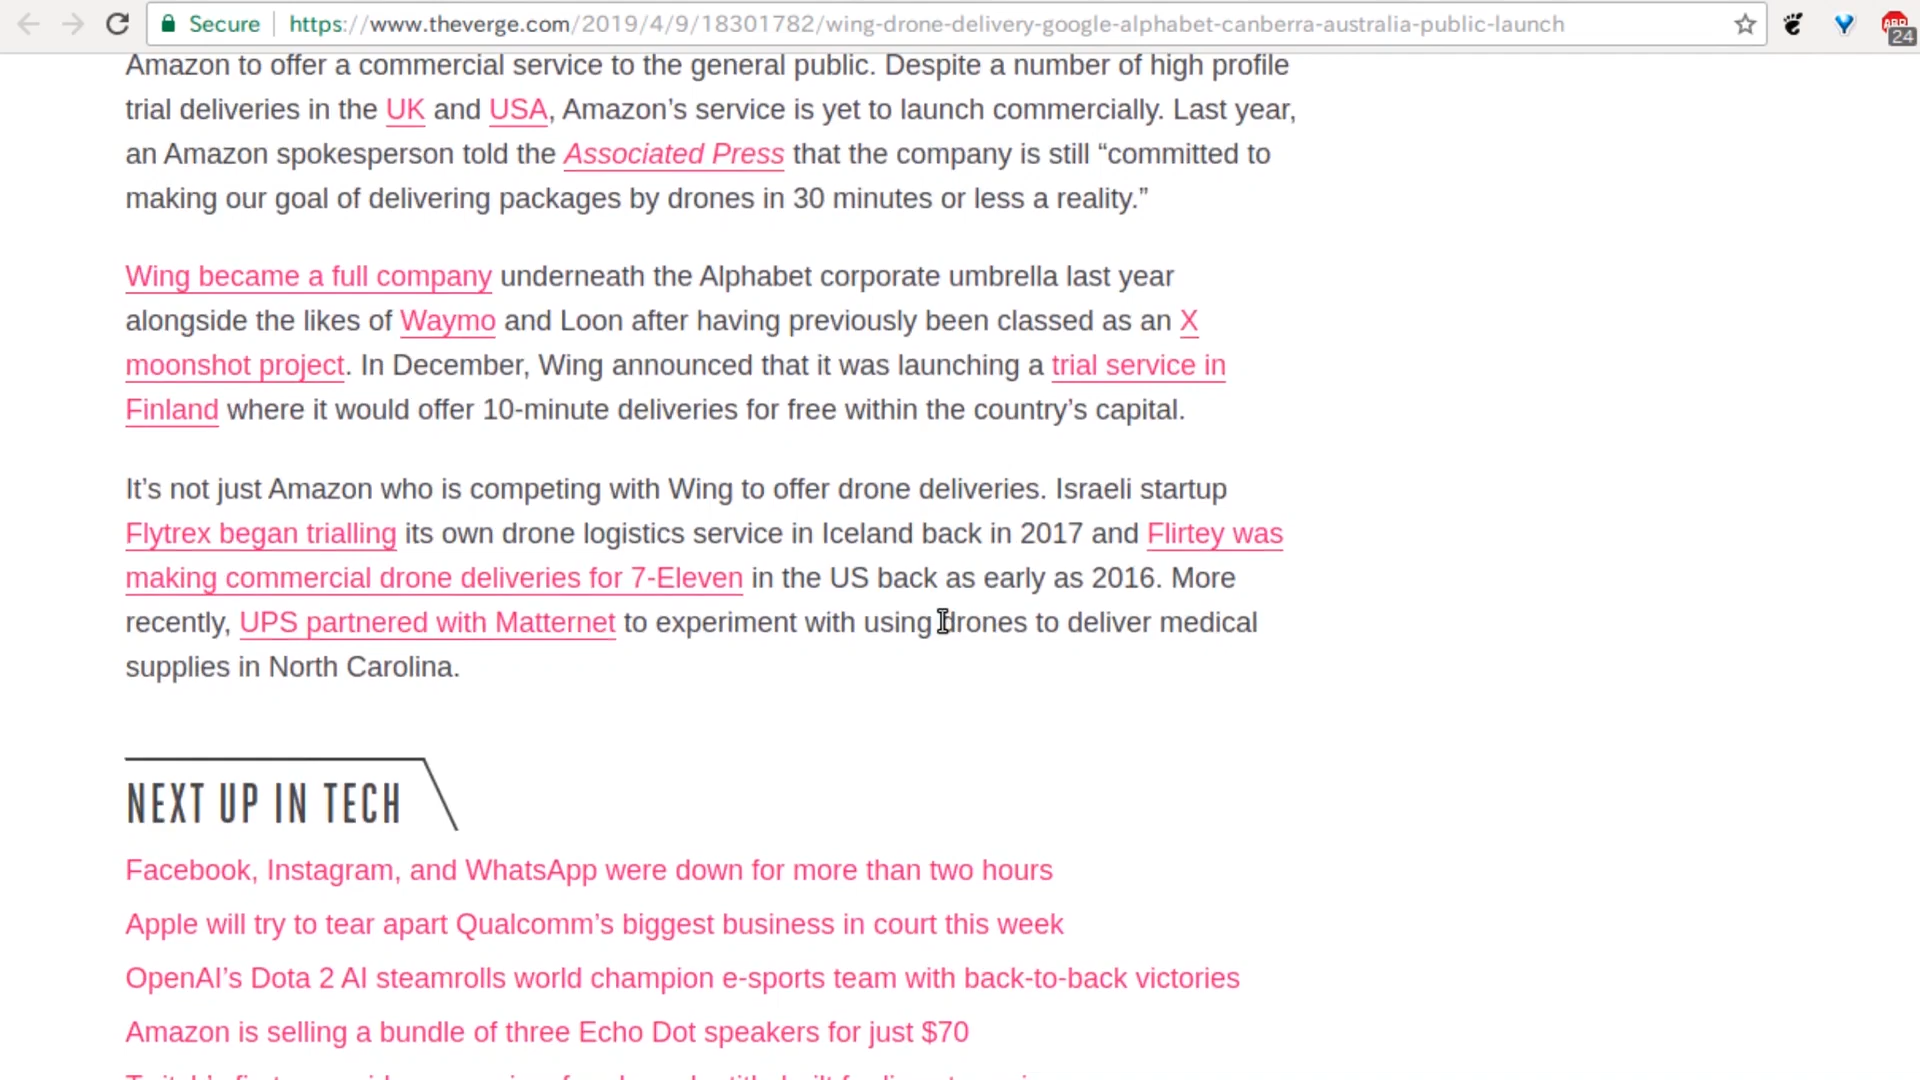 Secure https://www.theverge.com/2019/4/9/18301782/wing-drone-delivery-google-alphabet-canberra-australia-public-launch
24
Amazon to offer a commercial service to the general public. Despite a number of high profile
trial deliveries in the UK and USA, Amazon’s service is yet to launch commercially. Last year,
an Amazon spokesperson told the Associated Press that the company is still “committed to
making our goal of delivering packages by drones in 30 minutes or less a reality.”
Wing became a full company underneath the Alphabet corporate umbrella last year
alongside the likes of Waymo and Loon after having previously been classed as an X
moonshot project. In December, Wing announced that it was launching a trial service in
Finland where it would offer 10-minute deliveries for free within the country’s capital.
It’s not just Amazon who is competing with Wing to offer drone deliveries. Israeli startup
Flytrex began trialling its own drone logistics service in Iceland back in 2017 and Flirtey was
making commercial drone deliveries for 7-Eleven in the US back as early as 2016. More
recently, UPS partnered with Matternet to experiment with using drones to deliver medical
supplies in North Carolina.
NEXT UP IN TECH
Facebook, Instagram, and WhatsApp were down for more than two hours
Apple will try to tear apart Qualcomm’s biggest business in court this week
OpenAI’s Dota 2 AI steamrolls world champion e-sports team with back-to-back victories
Amazon is selling a bundle of three Echo Dot speakers for just $70